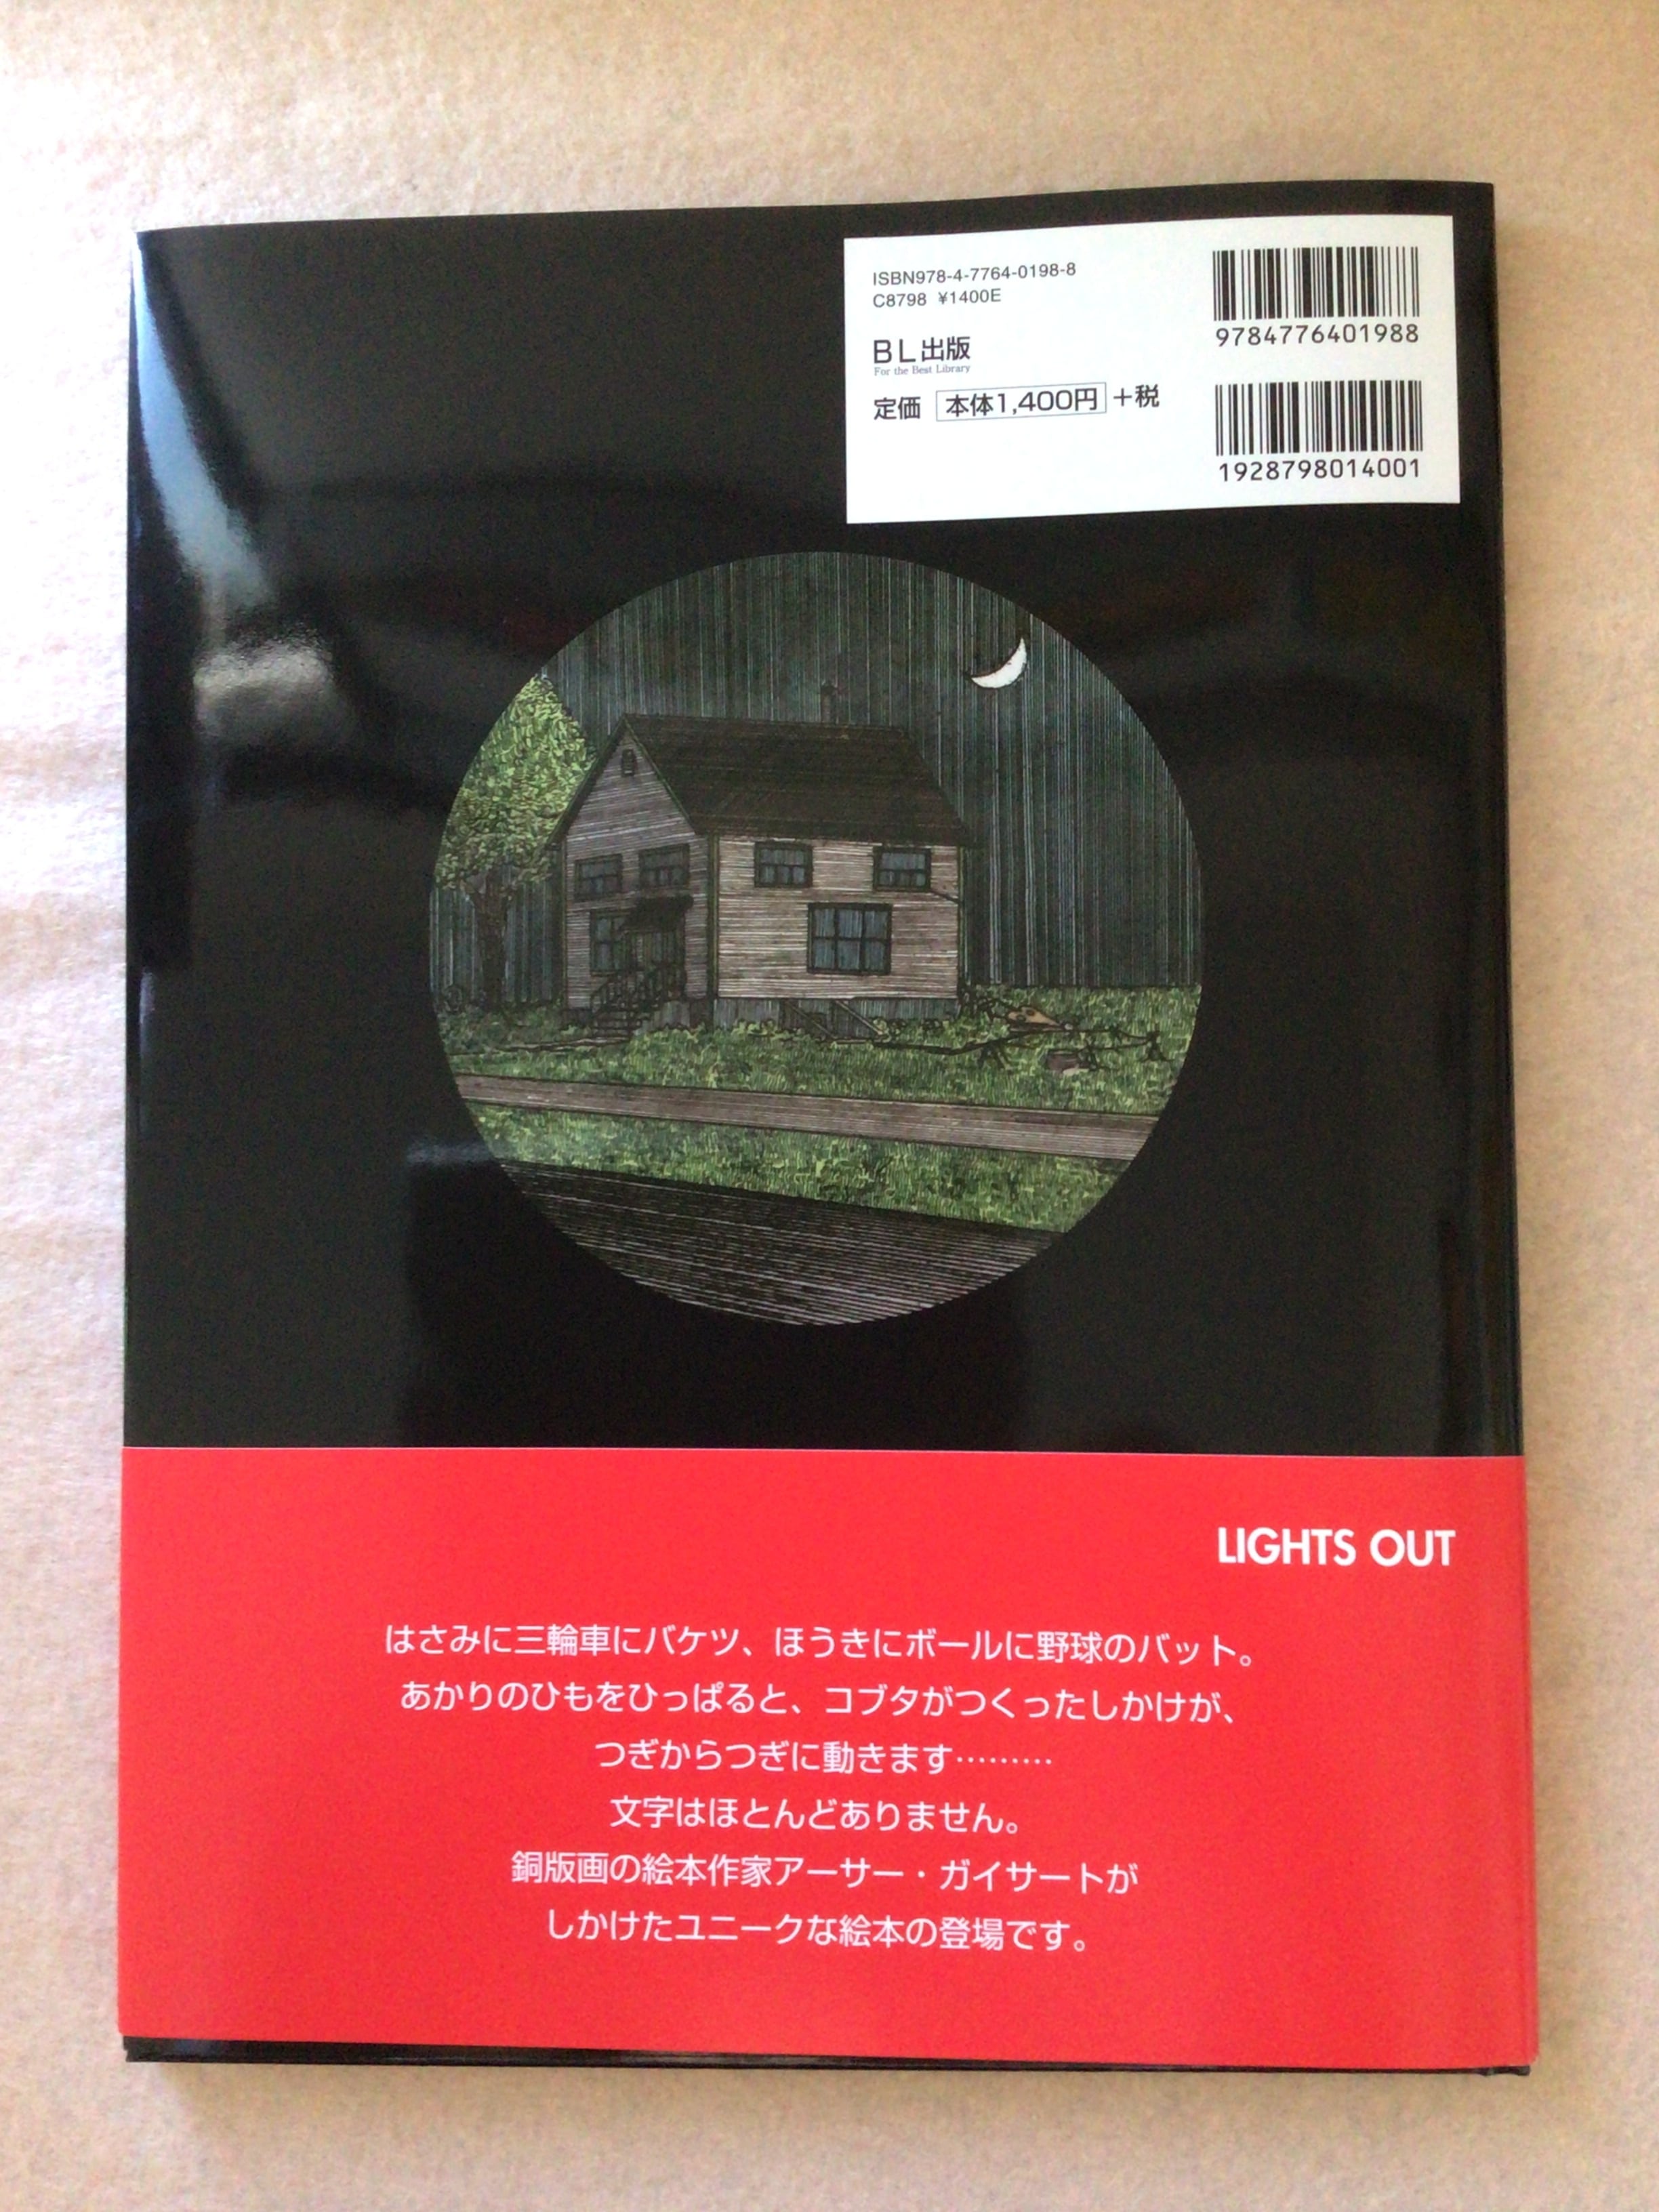 ISBN978-4-7764-0198-8
C8798 ¥1400E
BL出版
For the Best Library
定価 本体1,400円 +税
9784776401988
1928798014001
LIGHTS OUT
はさみに三輪車にバケツ、ほうきにボールに野球のバット。
あかりのひもをひっぱると、コブタがつくったしかけが、
つぎからつぎに動きます………
文字はほとんどありません。
銅版画の絵本作家アーサー・ガイサートが
しかけたユニークな絵本の登場です。